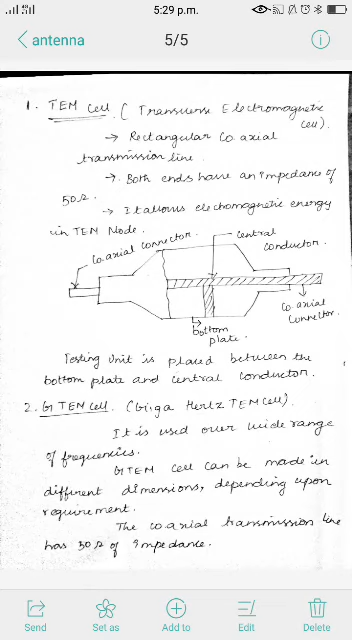 5:29 p.m.
antenna
5/5
1. TEM Cell. ( Transverse Electromagnetic
Cell).
→ Rectangular Co axial
transmission line.
→. Both ends have an impedance of
50Ω.
→ It allows electromagnetic energy
in TEM Mode.
Co axial connector.
central
conductor.
Co axial
Connector.
bottom
plate.
Testing Unit is placed between the
bottom plate and central conductor.
2. GTEM Cell. (Giga Hertz TEM Cell).
It is used over wide range
of frequencies.
GTEM cell can be made in
different dimensions, depending upon
requirement.
The co axial transmission line
has 50Ω of impedance.
Send
Set as
Add to
Edit
Delete